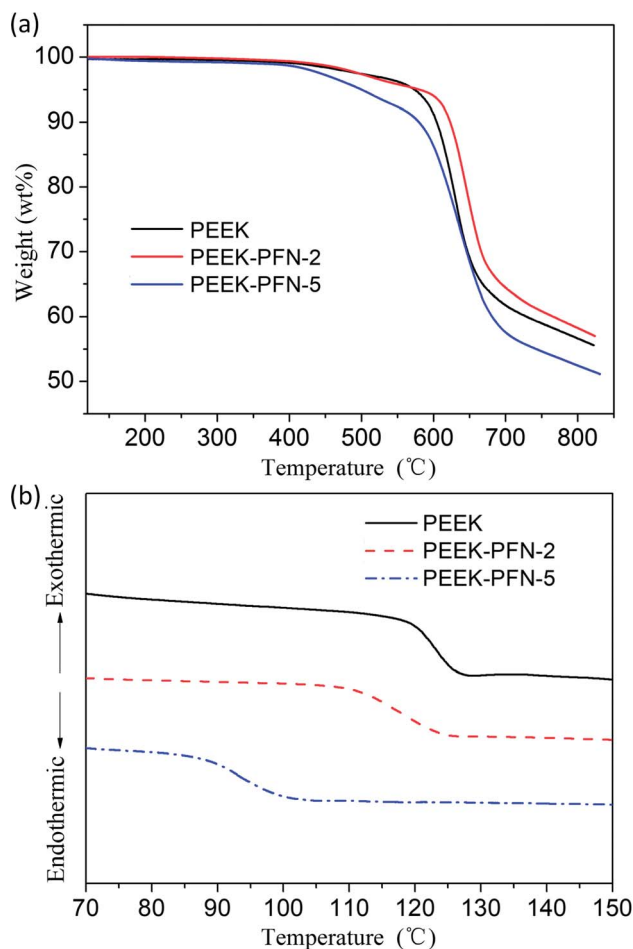 (a)
100
90
80
70
60
50
Weight (wt%)
PEEK
PEEK-PFN-2
PEEK-PFN-5
200 300 400 500 600 700 800
Temperature (℃)
(b)
Exothermic
Endothermic
PEEK
PEEK-PFN-2
PEEK-PFN-5
70 80 90 100 110 120 130 140 150
Temperature (℃)